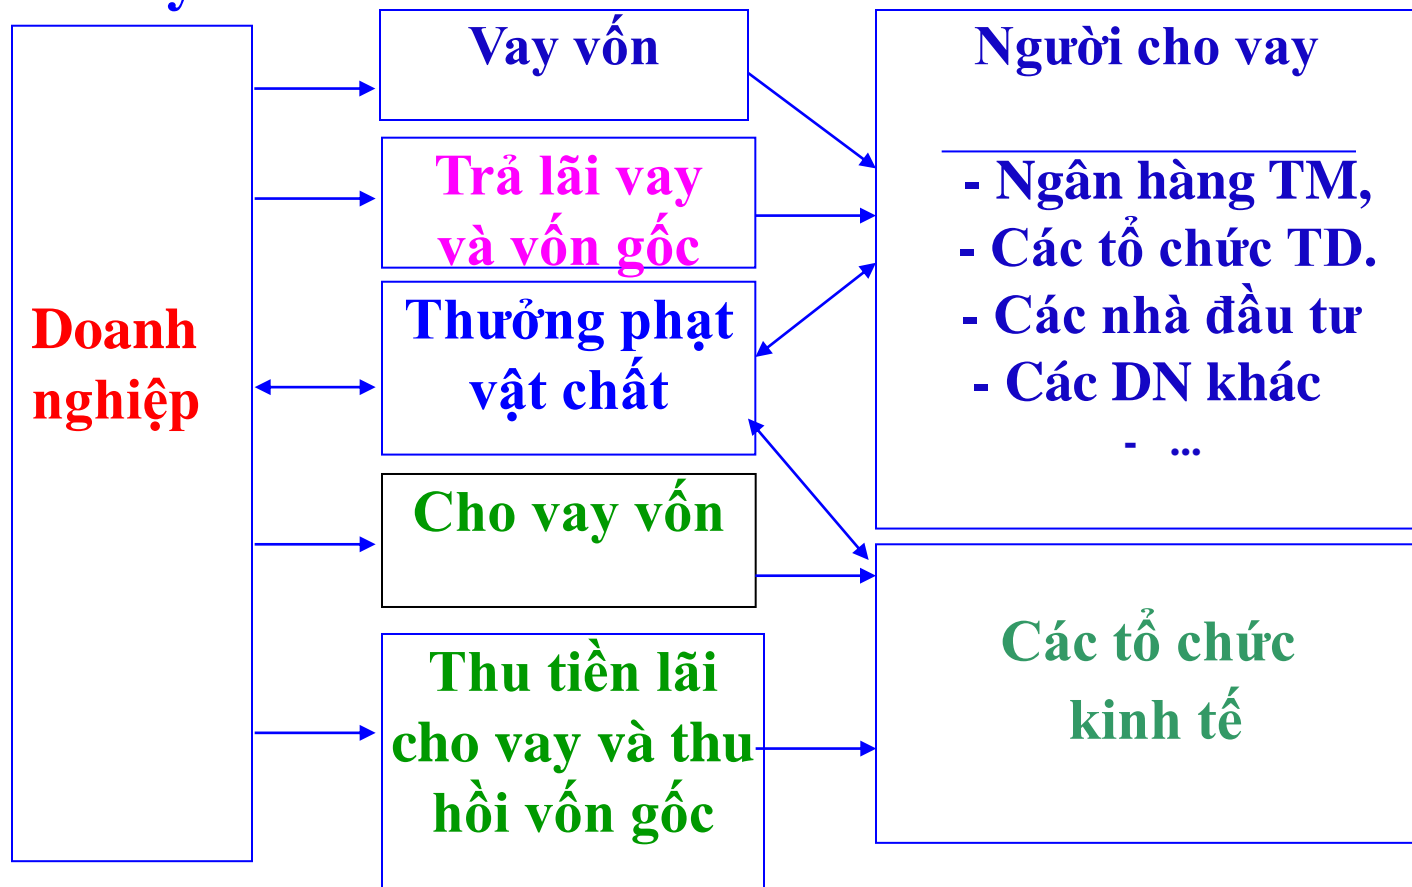 Doanh
nghiệp
Vay vốn
Trả lãi vay
và vốn gốc
Thưởng phạt
vật chất
Cho vay vốn
Thu tiền lãi
cho vay và thu
hồi vốn gốc
Người cho vay
- Ngân hàng TM,
- Các tổ chức TD.
- Các nhà đầu tư
- Các DN khác
- ...
Các tổ chức
kinh tế